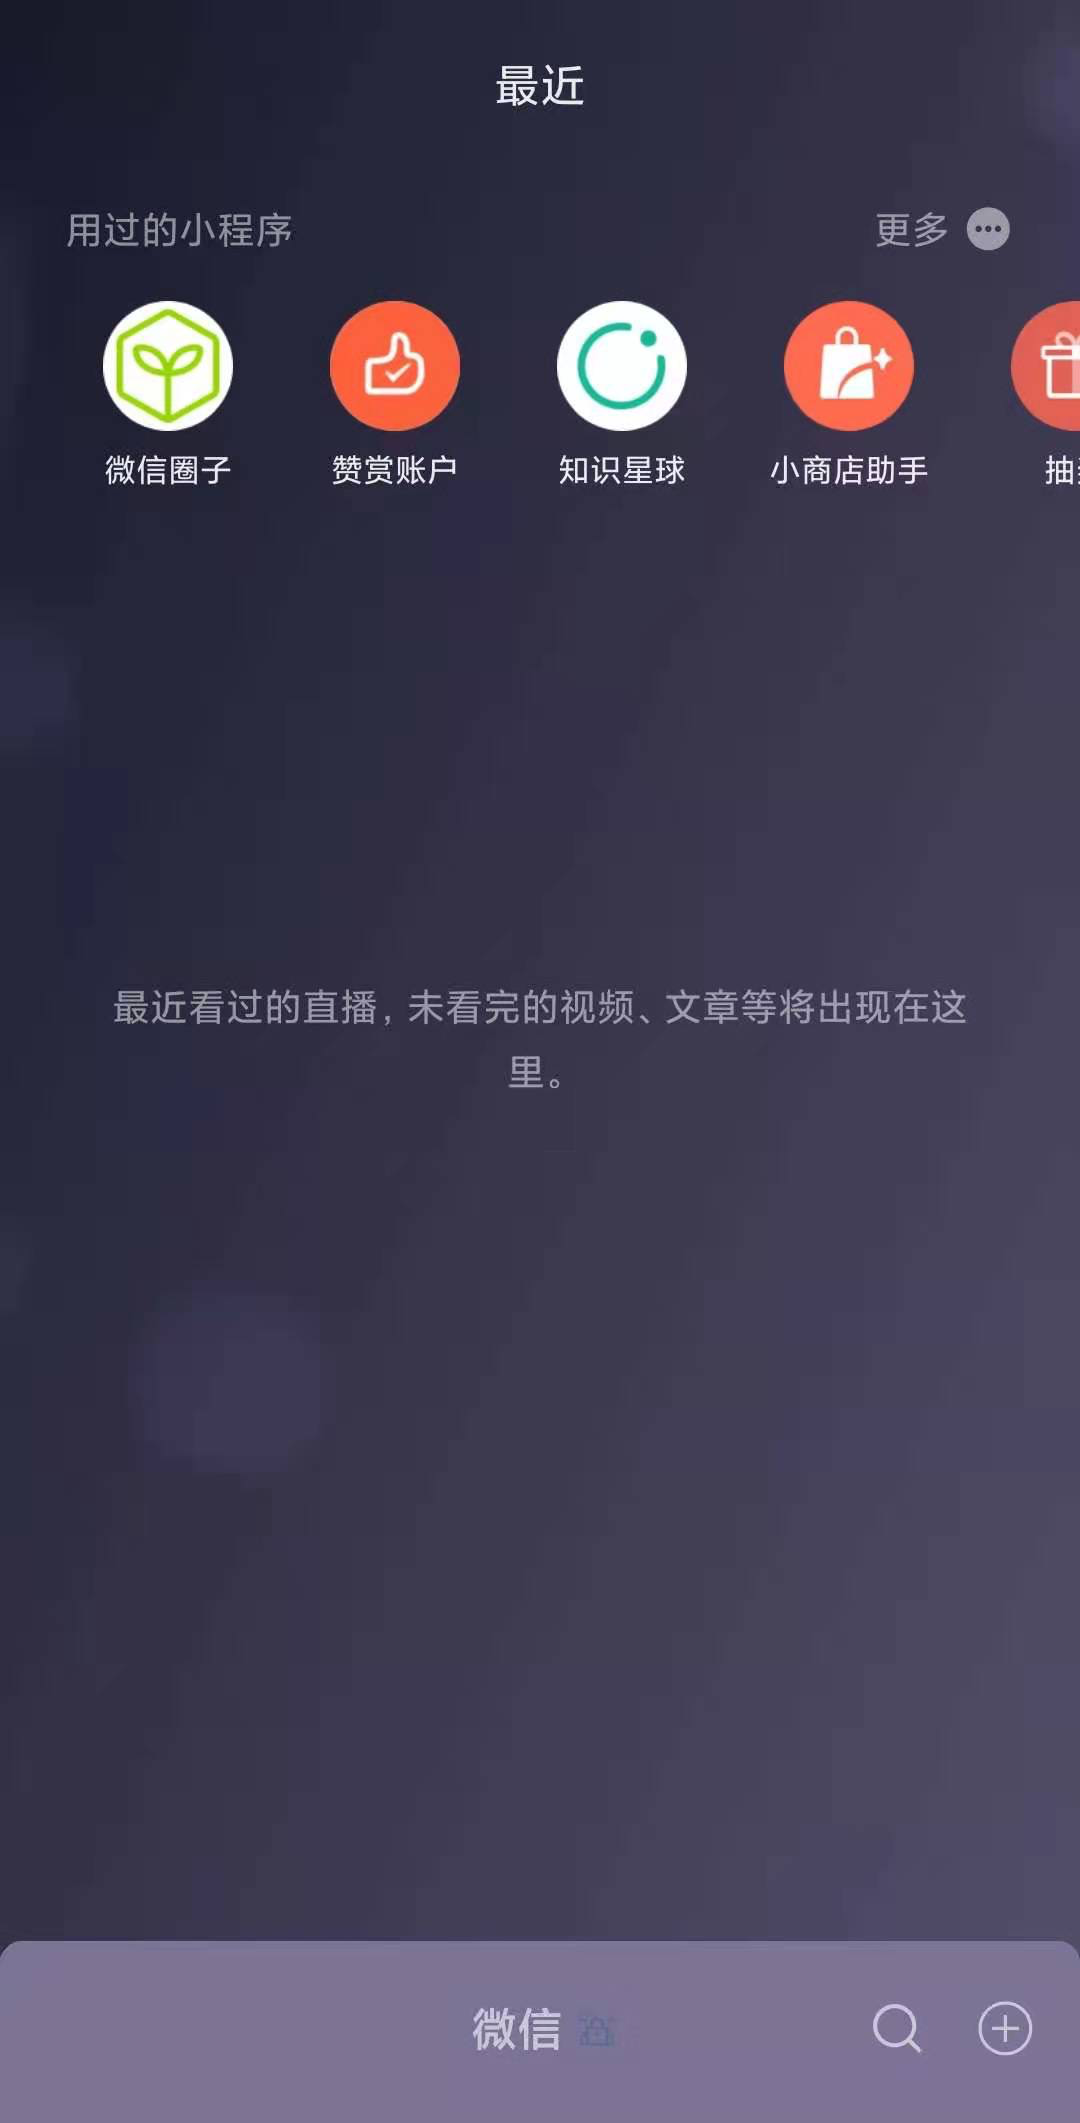 最近
用过的小程序
更多
微信圈子
赞赏账户
知识星球
小商店助手
抽
最近看过的直播，未看完的视频、文章等将出现在这
里。
微信